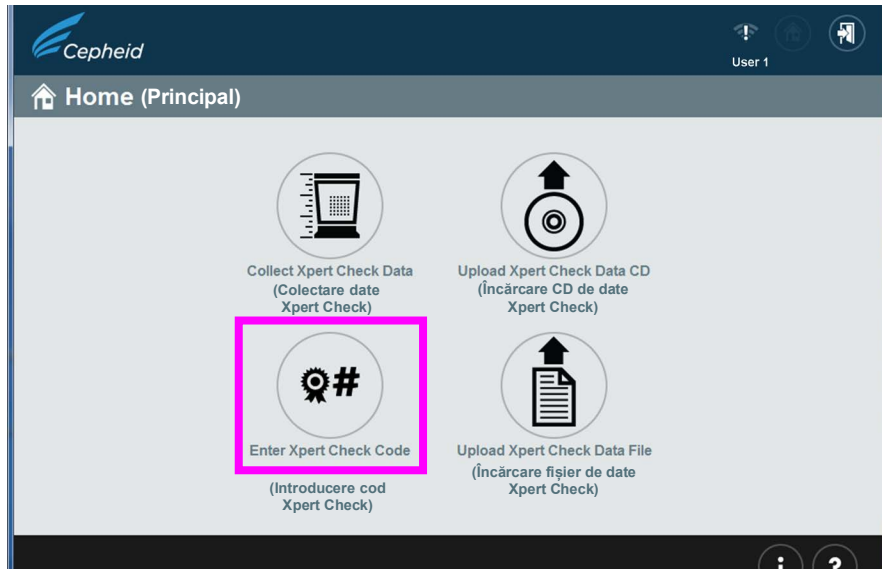 Cepheid
User 1
Home (Principal)
Collect Xpert Check Data
(Colectare date
Xpert Check)
Upload Xpert Check Data CD
(Încărcare CD de date
Xpert Check)
#
Enter Xpert Check Code
(Introducere cod
Xpert Check)
Upload Xpert Check Data File
(Încărcare fișier de date
Xpert Check)
i
?